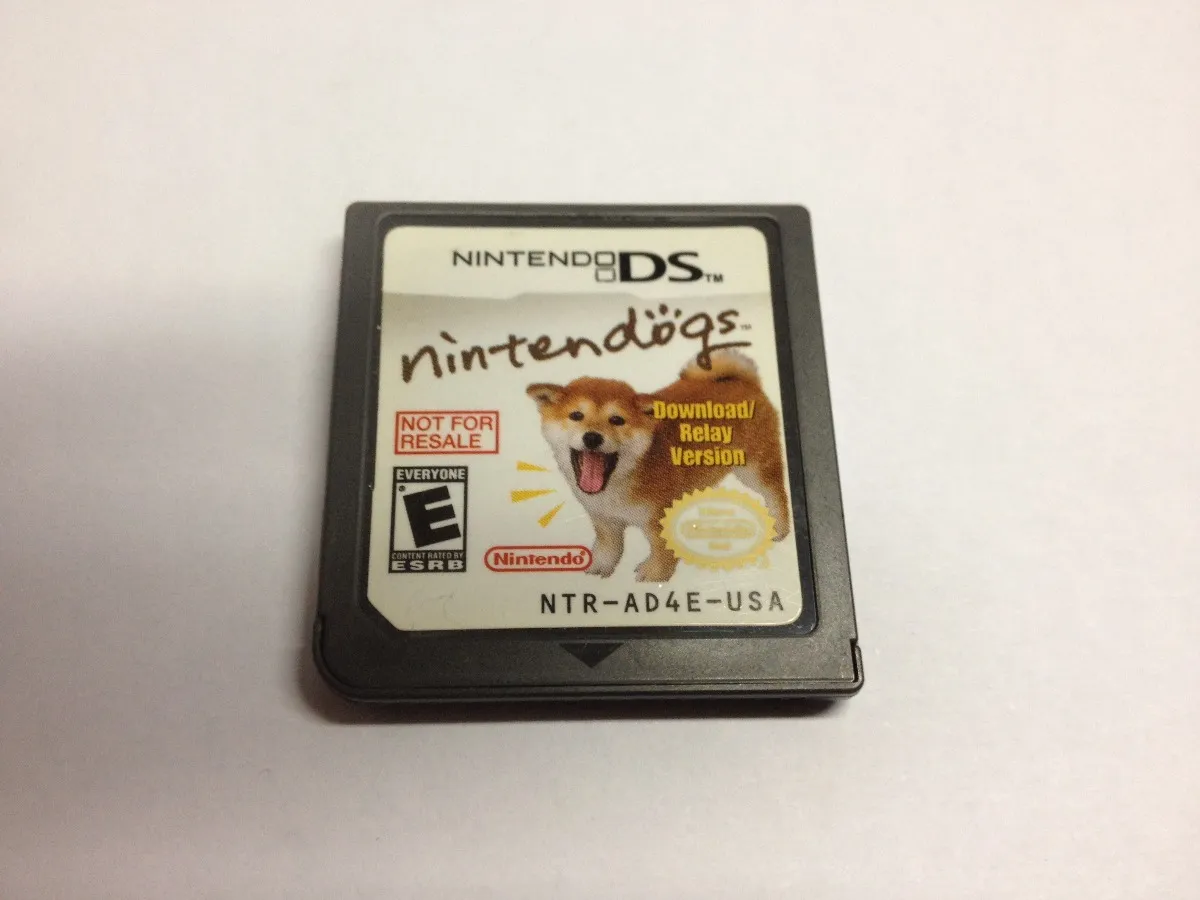 NINTENDO DS™
nintendogs™
NOT FOR
RESALE
Download/
Relay
Version
EVERYONE
E
CONTENT RATED BY
ESRB
Nintendo®
NTR-AD4E-USA